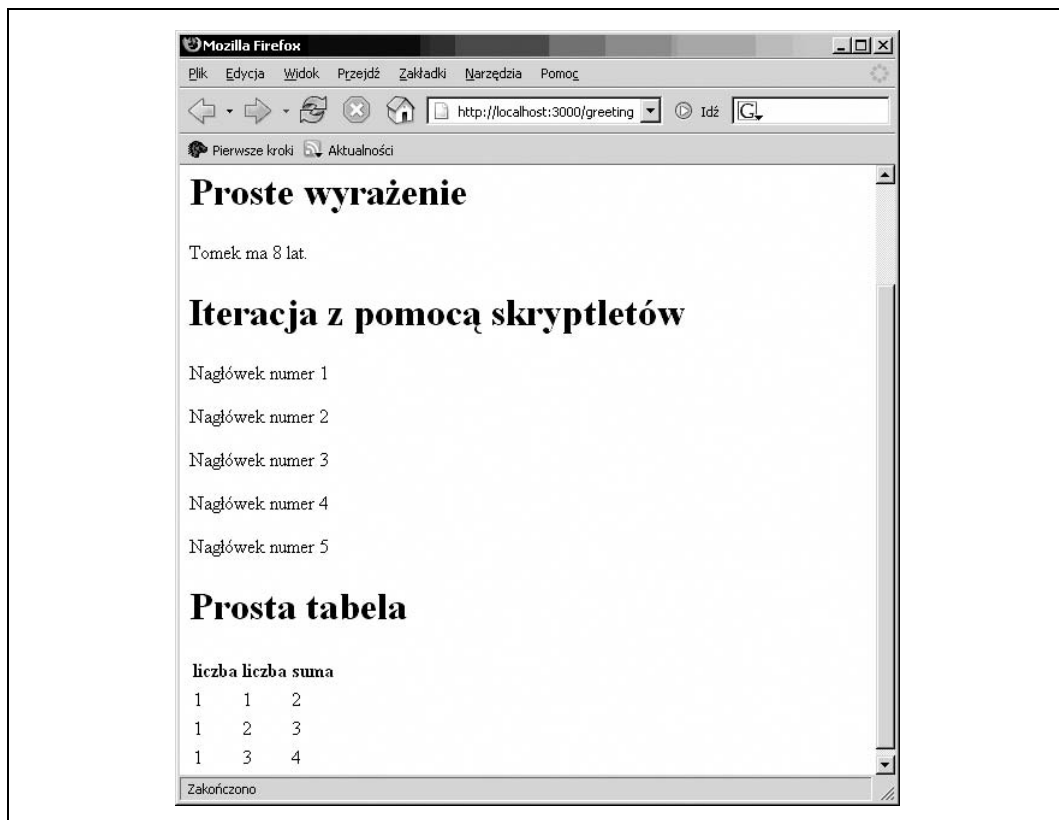 Mozilla Firefox
Plik Edycja Widok Przejdź Zakładki Narzędzia Pomoc
http://localhost:3000/greeting Idź G
Pierwsze kroki Aktualności
Proste wyrażenie
Tomek ma 8 lat.
Iteracja z pomocą skryptletów
Nagłówek numer 1
Nagłówek numer 2
Nagłówek numer 3
Nagłówek numer 4
Nagłówek numer 5
Prosta tabela
liczba liczba suma
1 1 2
1 2 3
1 3 4
Zakończono